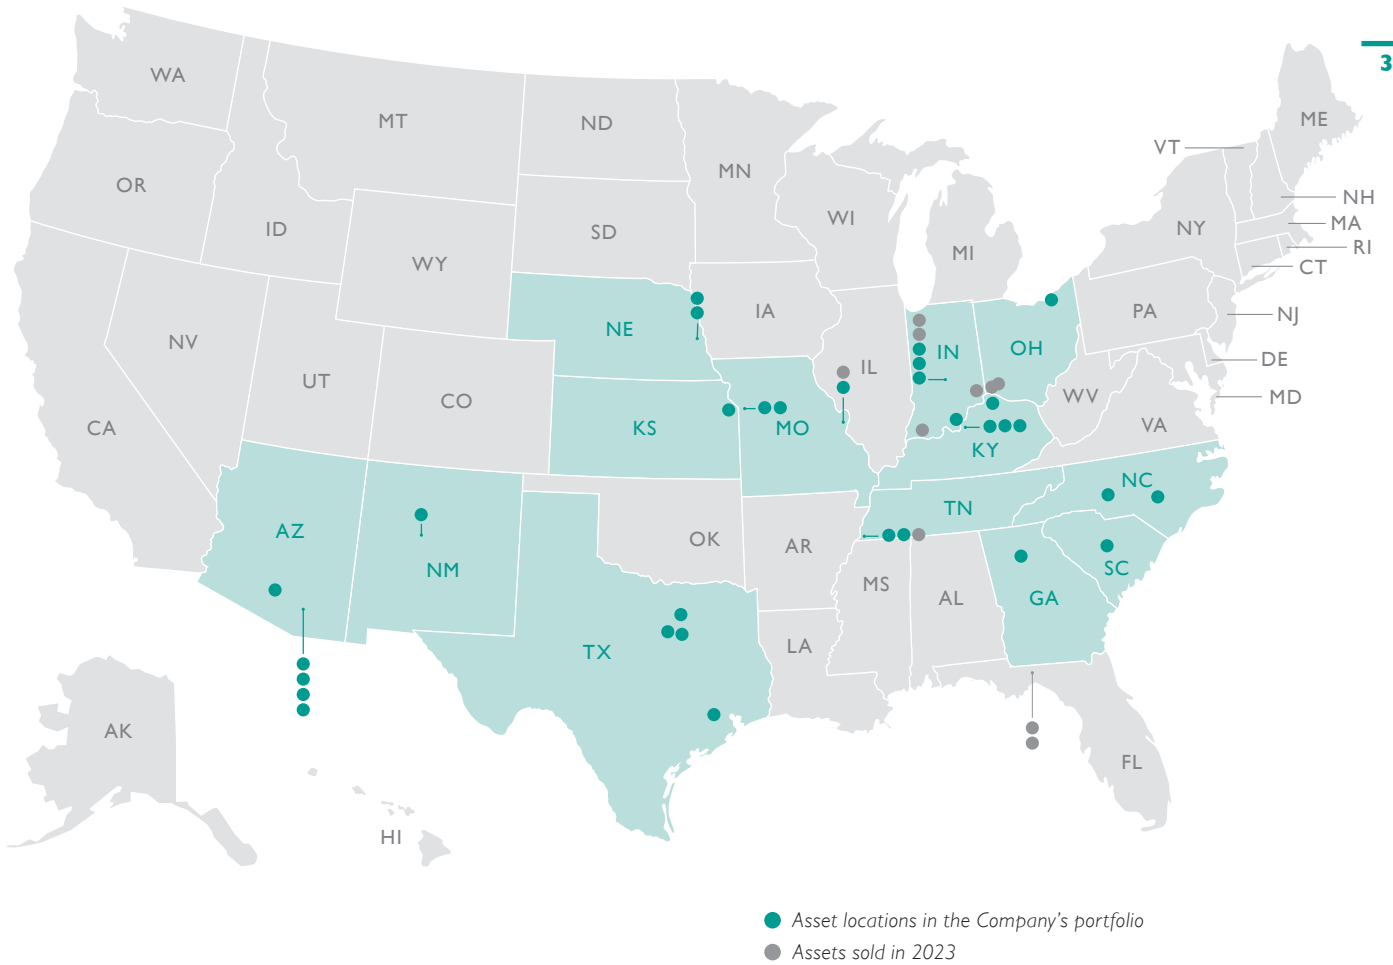 3
WA
MT
ND
MN
ME
VT
OR
ID
SD
WI
MI
NY
NH
MA
RI
CT
WY
NE
IA
PA
NJ
NV
UT
CO
IL
IN
OH
DE
MD
WV
VA
CA
KS
MO
KY
NC
AZ
NM
OK
AR
TN
SC
MS
AL
GA
TX
LA
AK
FL
HI
Asset locations in the Company’s portfolio
Assets sold in 2023